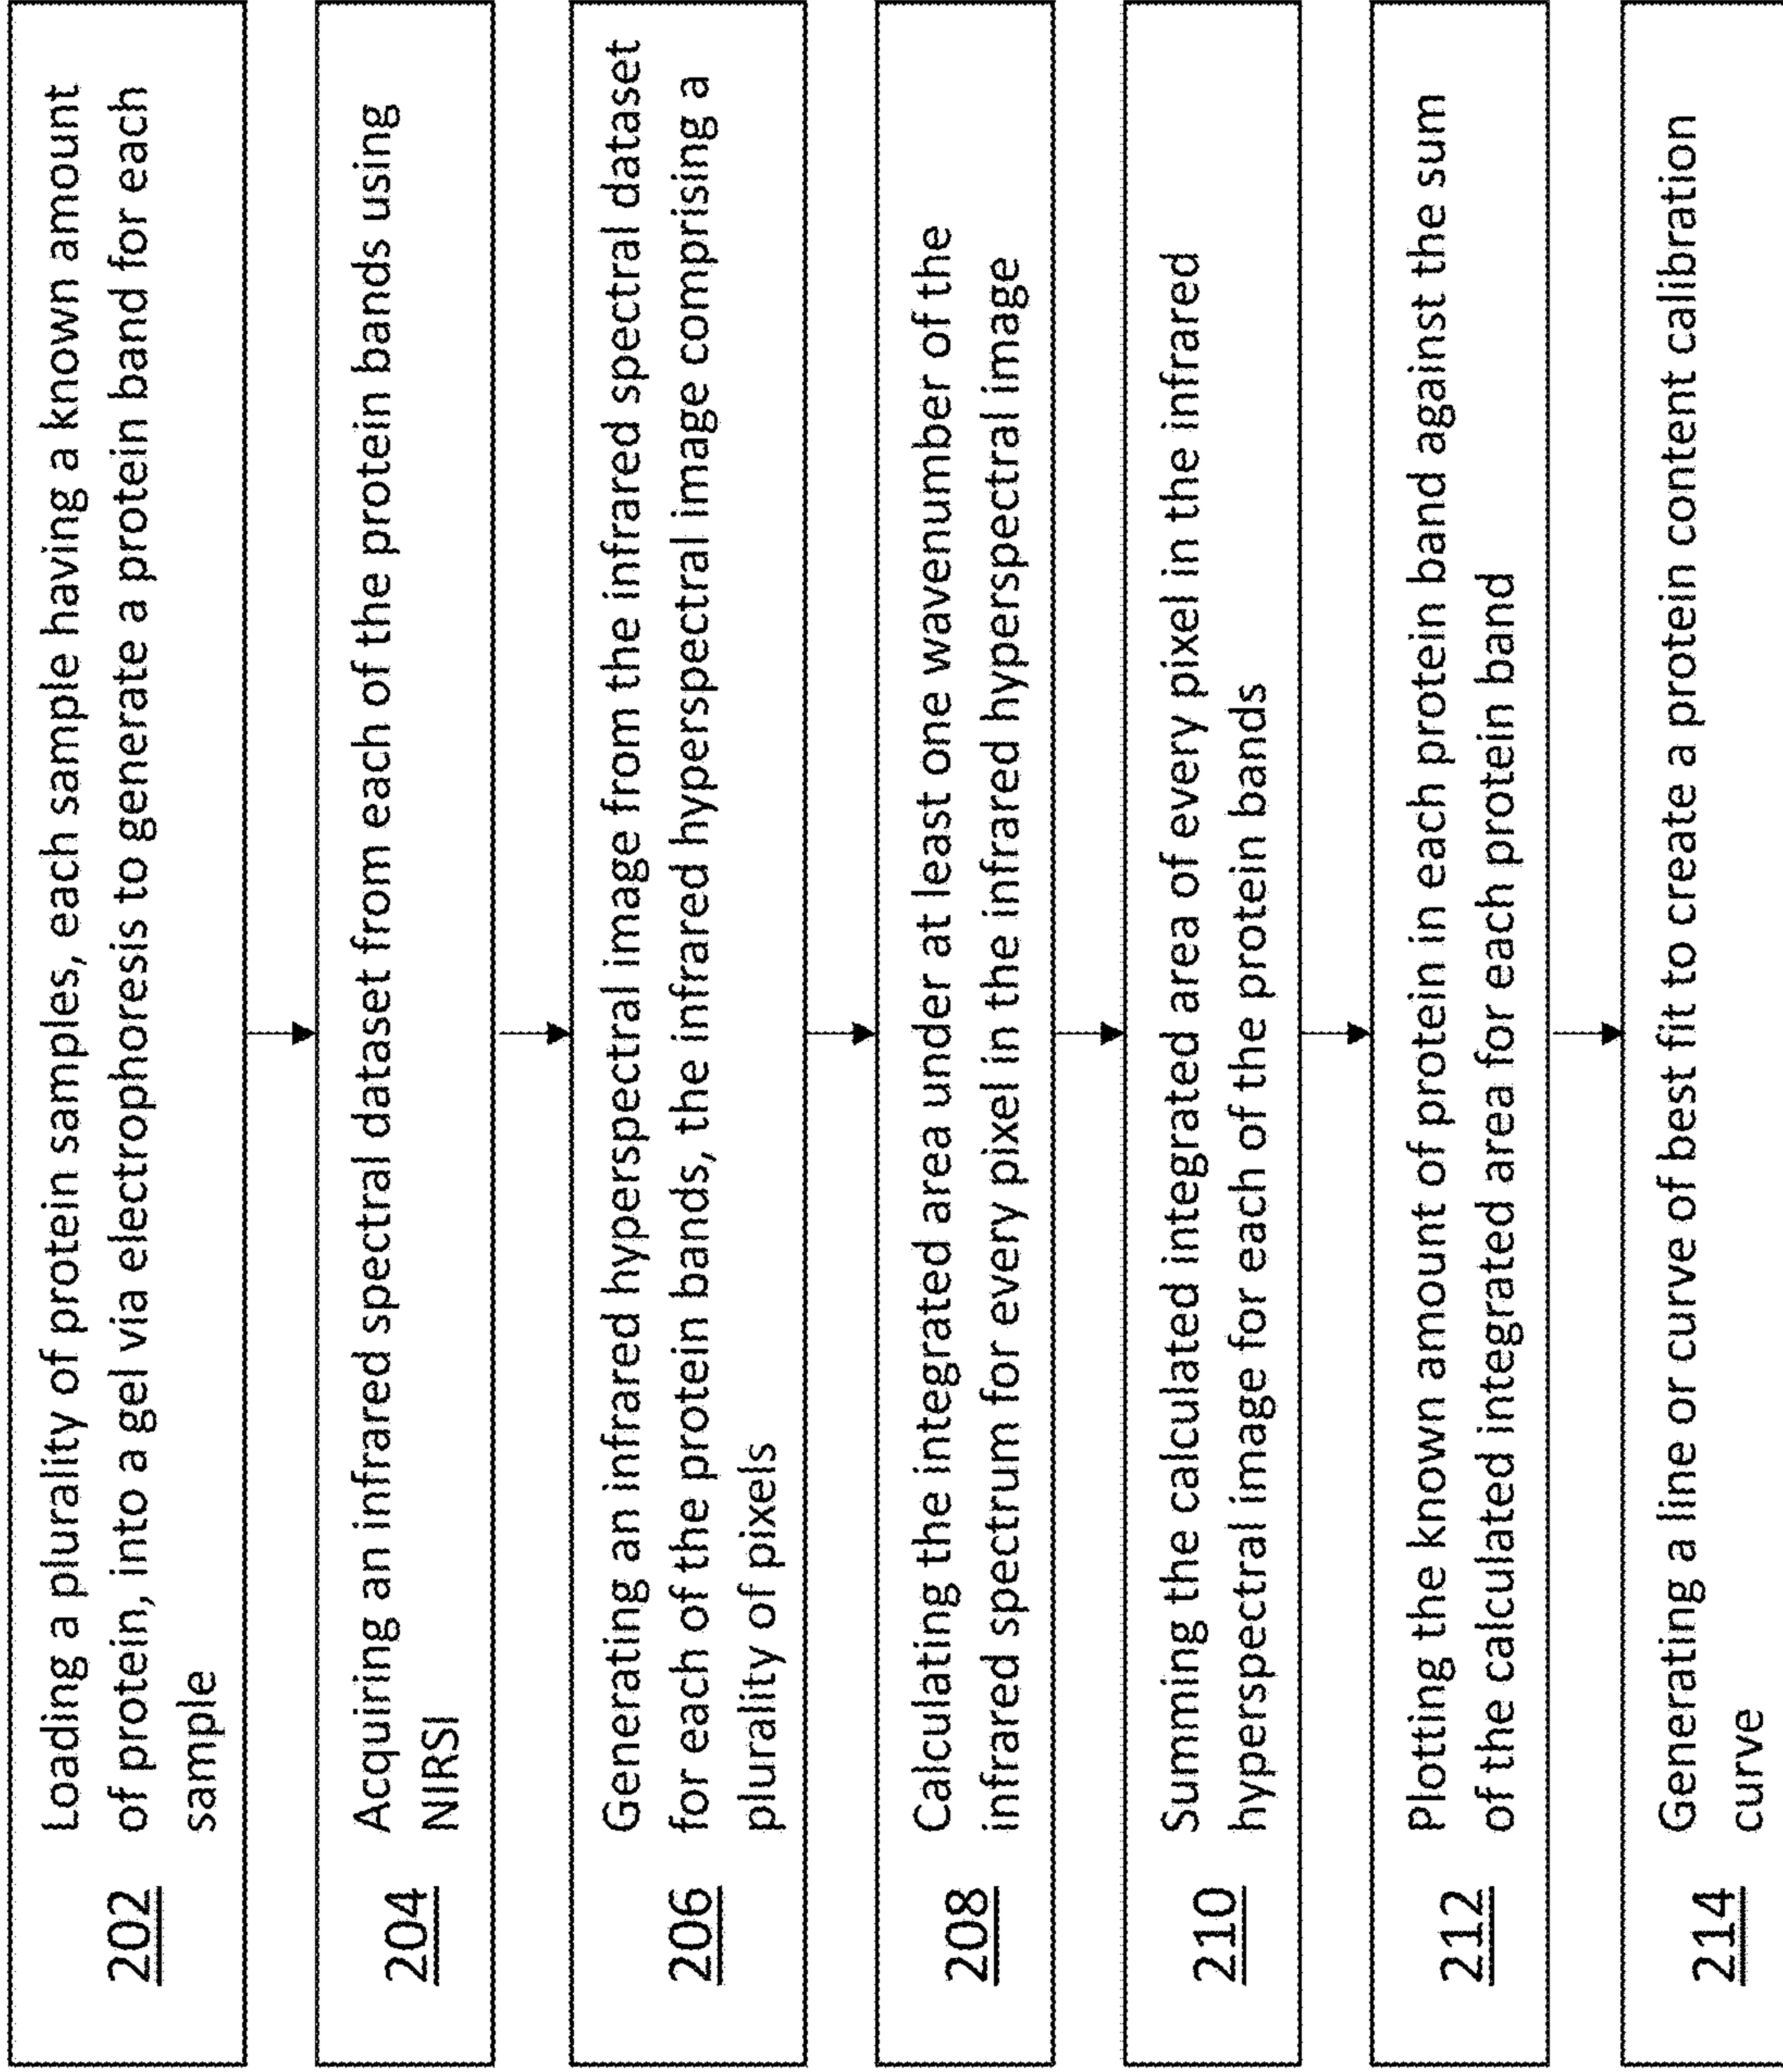 202
Loading a plurality of protein samples, each sample having a known amount
of protein, into a gel via electrophoresis to generate a protein band for each
sample
204
Acquiring an infrared spectral dataset from each of the protein bands using
NIRSI
206
Generating an infrared hyperspectral image from the infrared spectral dataset
for each of the protein bands, the infrared hyperspectral image comprising a
plurality of pixels
208
Calculating the integrated area under at least one wavenumber of the
infrared spectrum for every pixel in the infrared hyperspectral image
210
Summing the calculated integrated area of every pixel in the infrared
hyperspectral image for each of the protein bands
212
Plotting the known amount of protein in each protein band against the sum
of the calculated integrated area for each protein band
214
Generating a line or curve of best fit to create a protein content calibration
curve